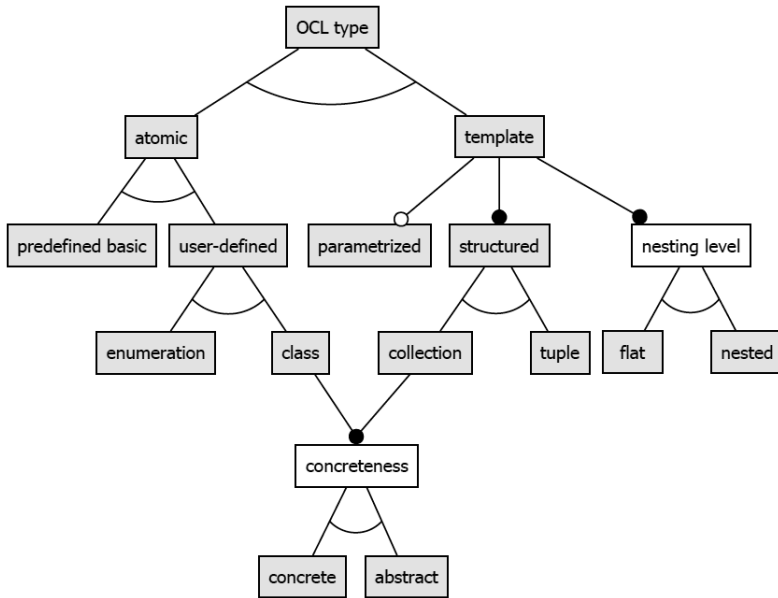 OCL type
atomic
template
predefined basic
user-defined
parametrized
structured
nesting level
enumeration
class
collection
tuple
flat
nested
concreteness
concrete
abstract